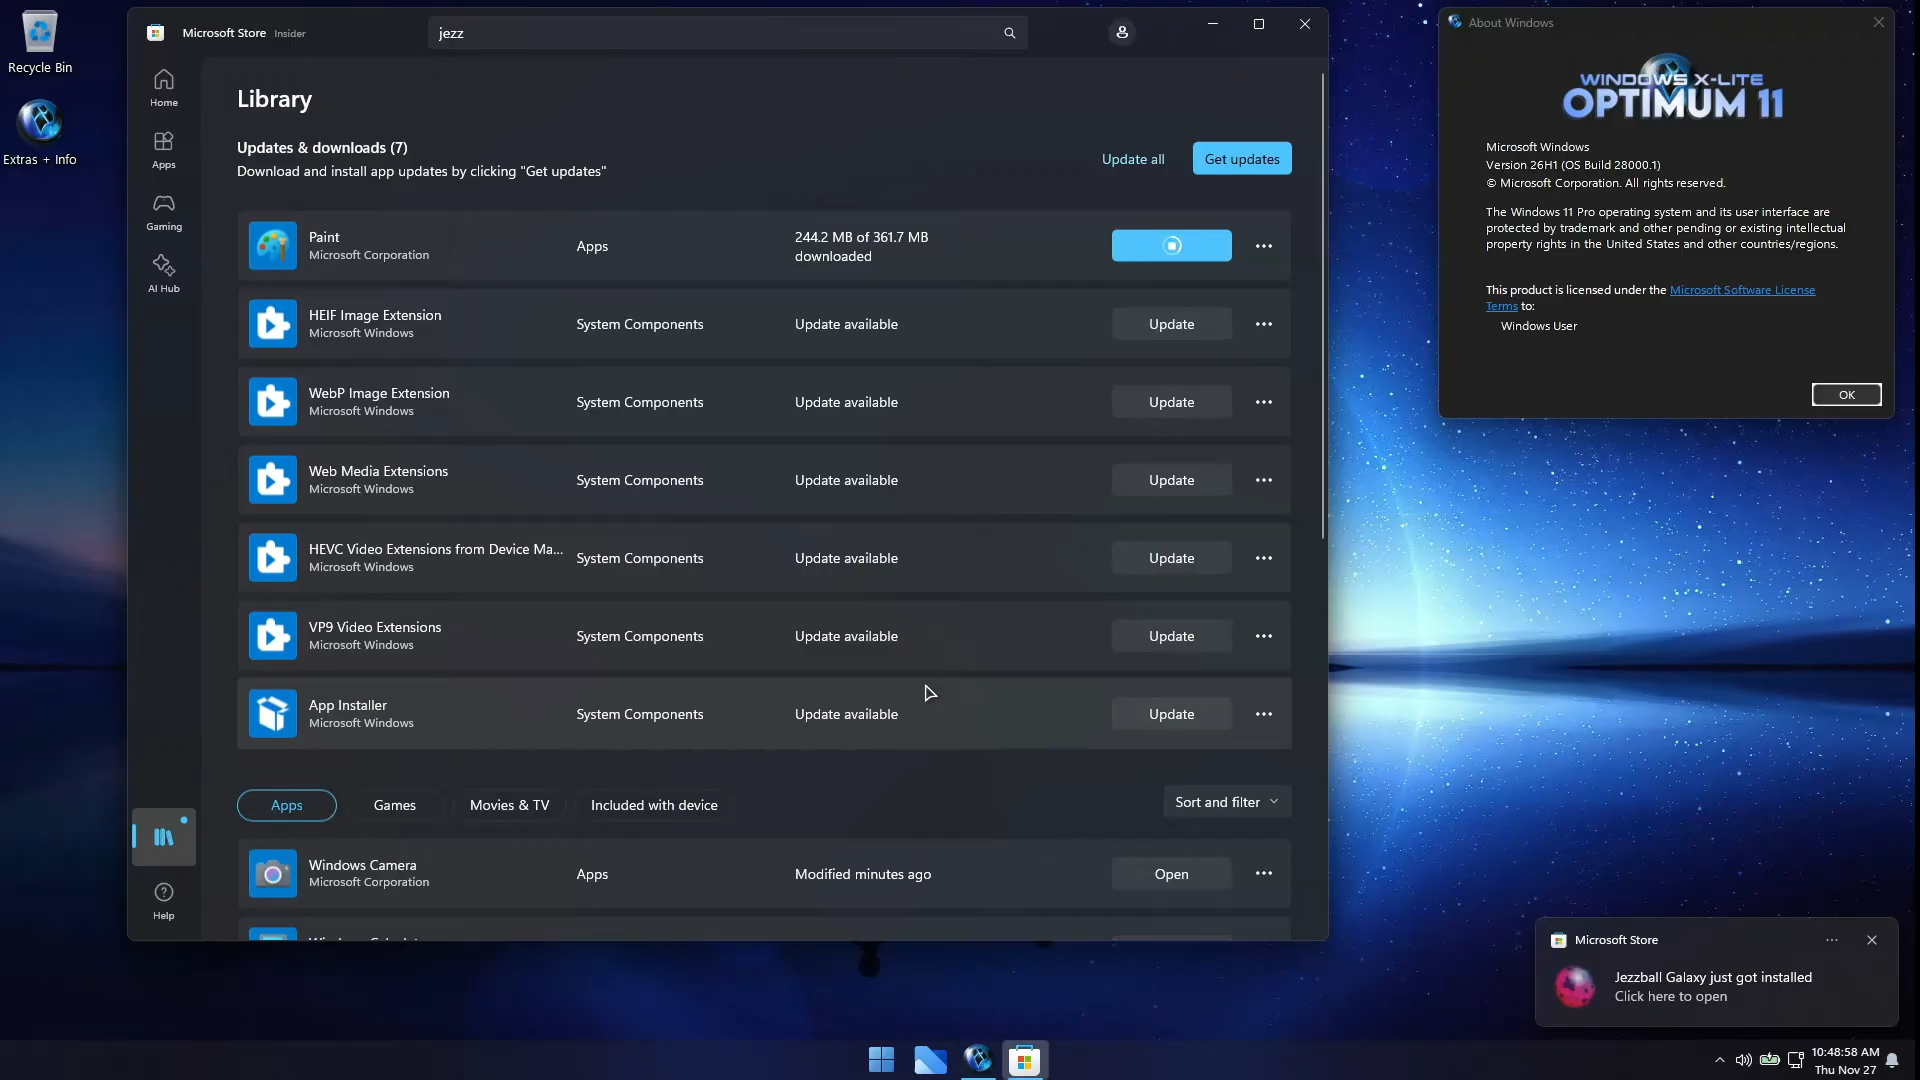 Recycle Bin
Extras + Info
Microsoft Store Insider
jezz
Home
Apps
Gaming
AI Hub
Help
Library
Updates & downloads (7)
Download and install app updates by clicking "Get updates"
Update all
Get updates
Paint
Microsoft Corporation
Apps
244.2 MB of 361.7 MB
downloaded
HEIF Image Extension
Microsoft Windows
System Components
Update available
Update
WebP Image Extension
Microsoft Windows
System Components
Update available
Update
Web Media Extensions
Microsoft Windows
System Components
Update available
Update
HEVC Video Extensions from Device Ma...
Microsoft Windows
System Components
Update available
Update
VP9 Video Extensions
Microsoft Windows
System Components
Update available
Update
App Installer
Microsoft Windows
System Components
Update available
Update
Apps
Games
Movies & TV
Included with device
Sort and filter
Windows Camera
Microsoft Corporation
Apps
Modified minutes ago
Open
About Windows
WINDOWS X-LITE
OPTIMUM 11
Microsoft Windows
Version 26H1 (OS Build 28000.1)
© Microsoft Corporation. All rights reserved.
The Windows 11 Pro operating system and its user interface are
protected by trademark and other pending or existing intellectual
property rights in the United States and other countries/regions.
This product is licensed under the Microsoft Software License
Terms to:
Windows User
OK
Microsoft Store
Jezzball Galaxy just got installed
Click here to open
10:48:58 AM
Thu Nov 27